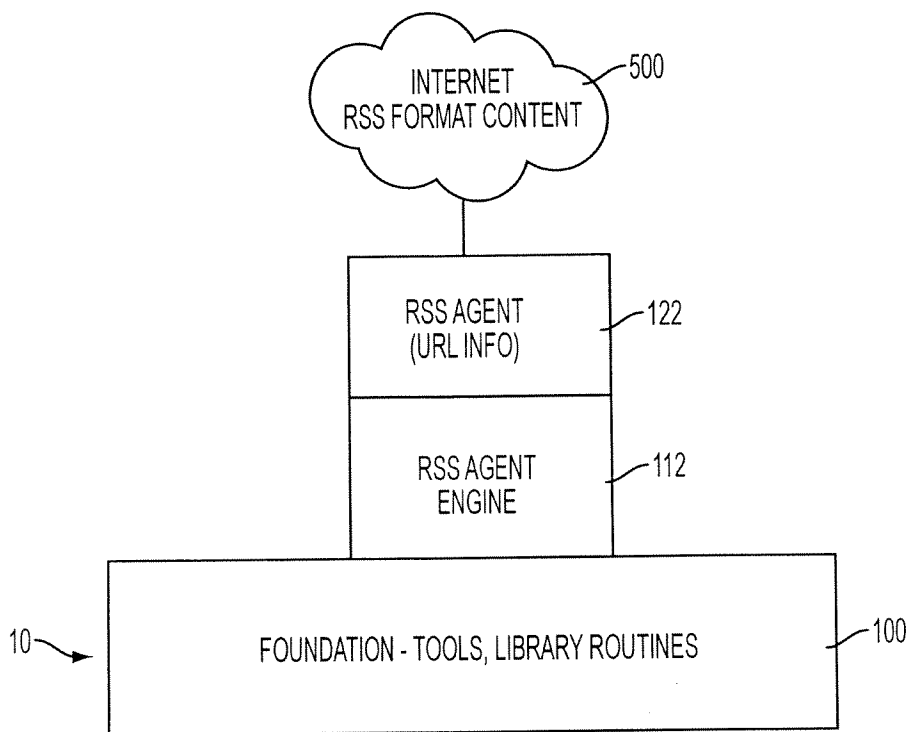 INTERNET
RSS FORMAT CONTENT
500
RSS AGENT
(URL INFO)
122
RSS AGENT
ENGINE
112
10
FOUNDATION - TOOLS, LIBRARY ROUTINES
100